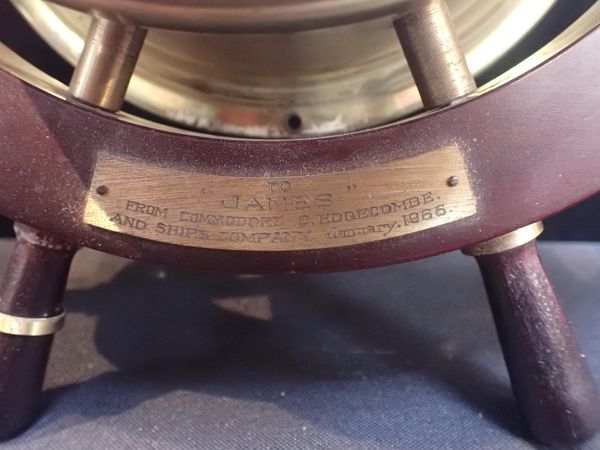 TO
"JAMES"
FROM COMMODORE C. EDGECOMBE.
AND SHIPS COMPANY. January. 1966.